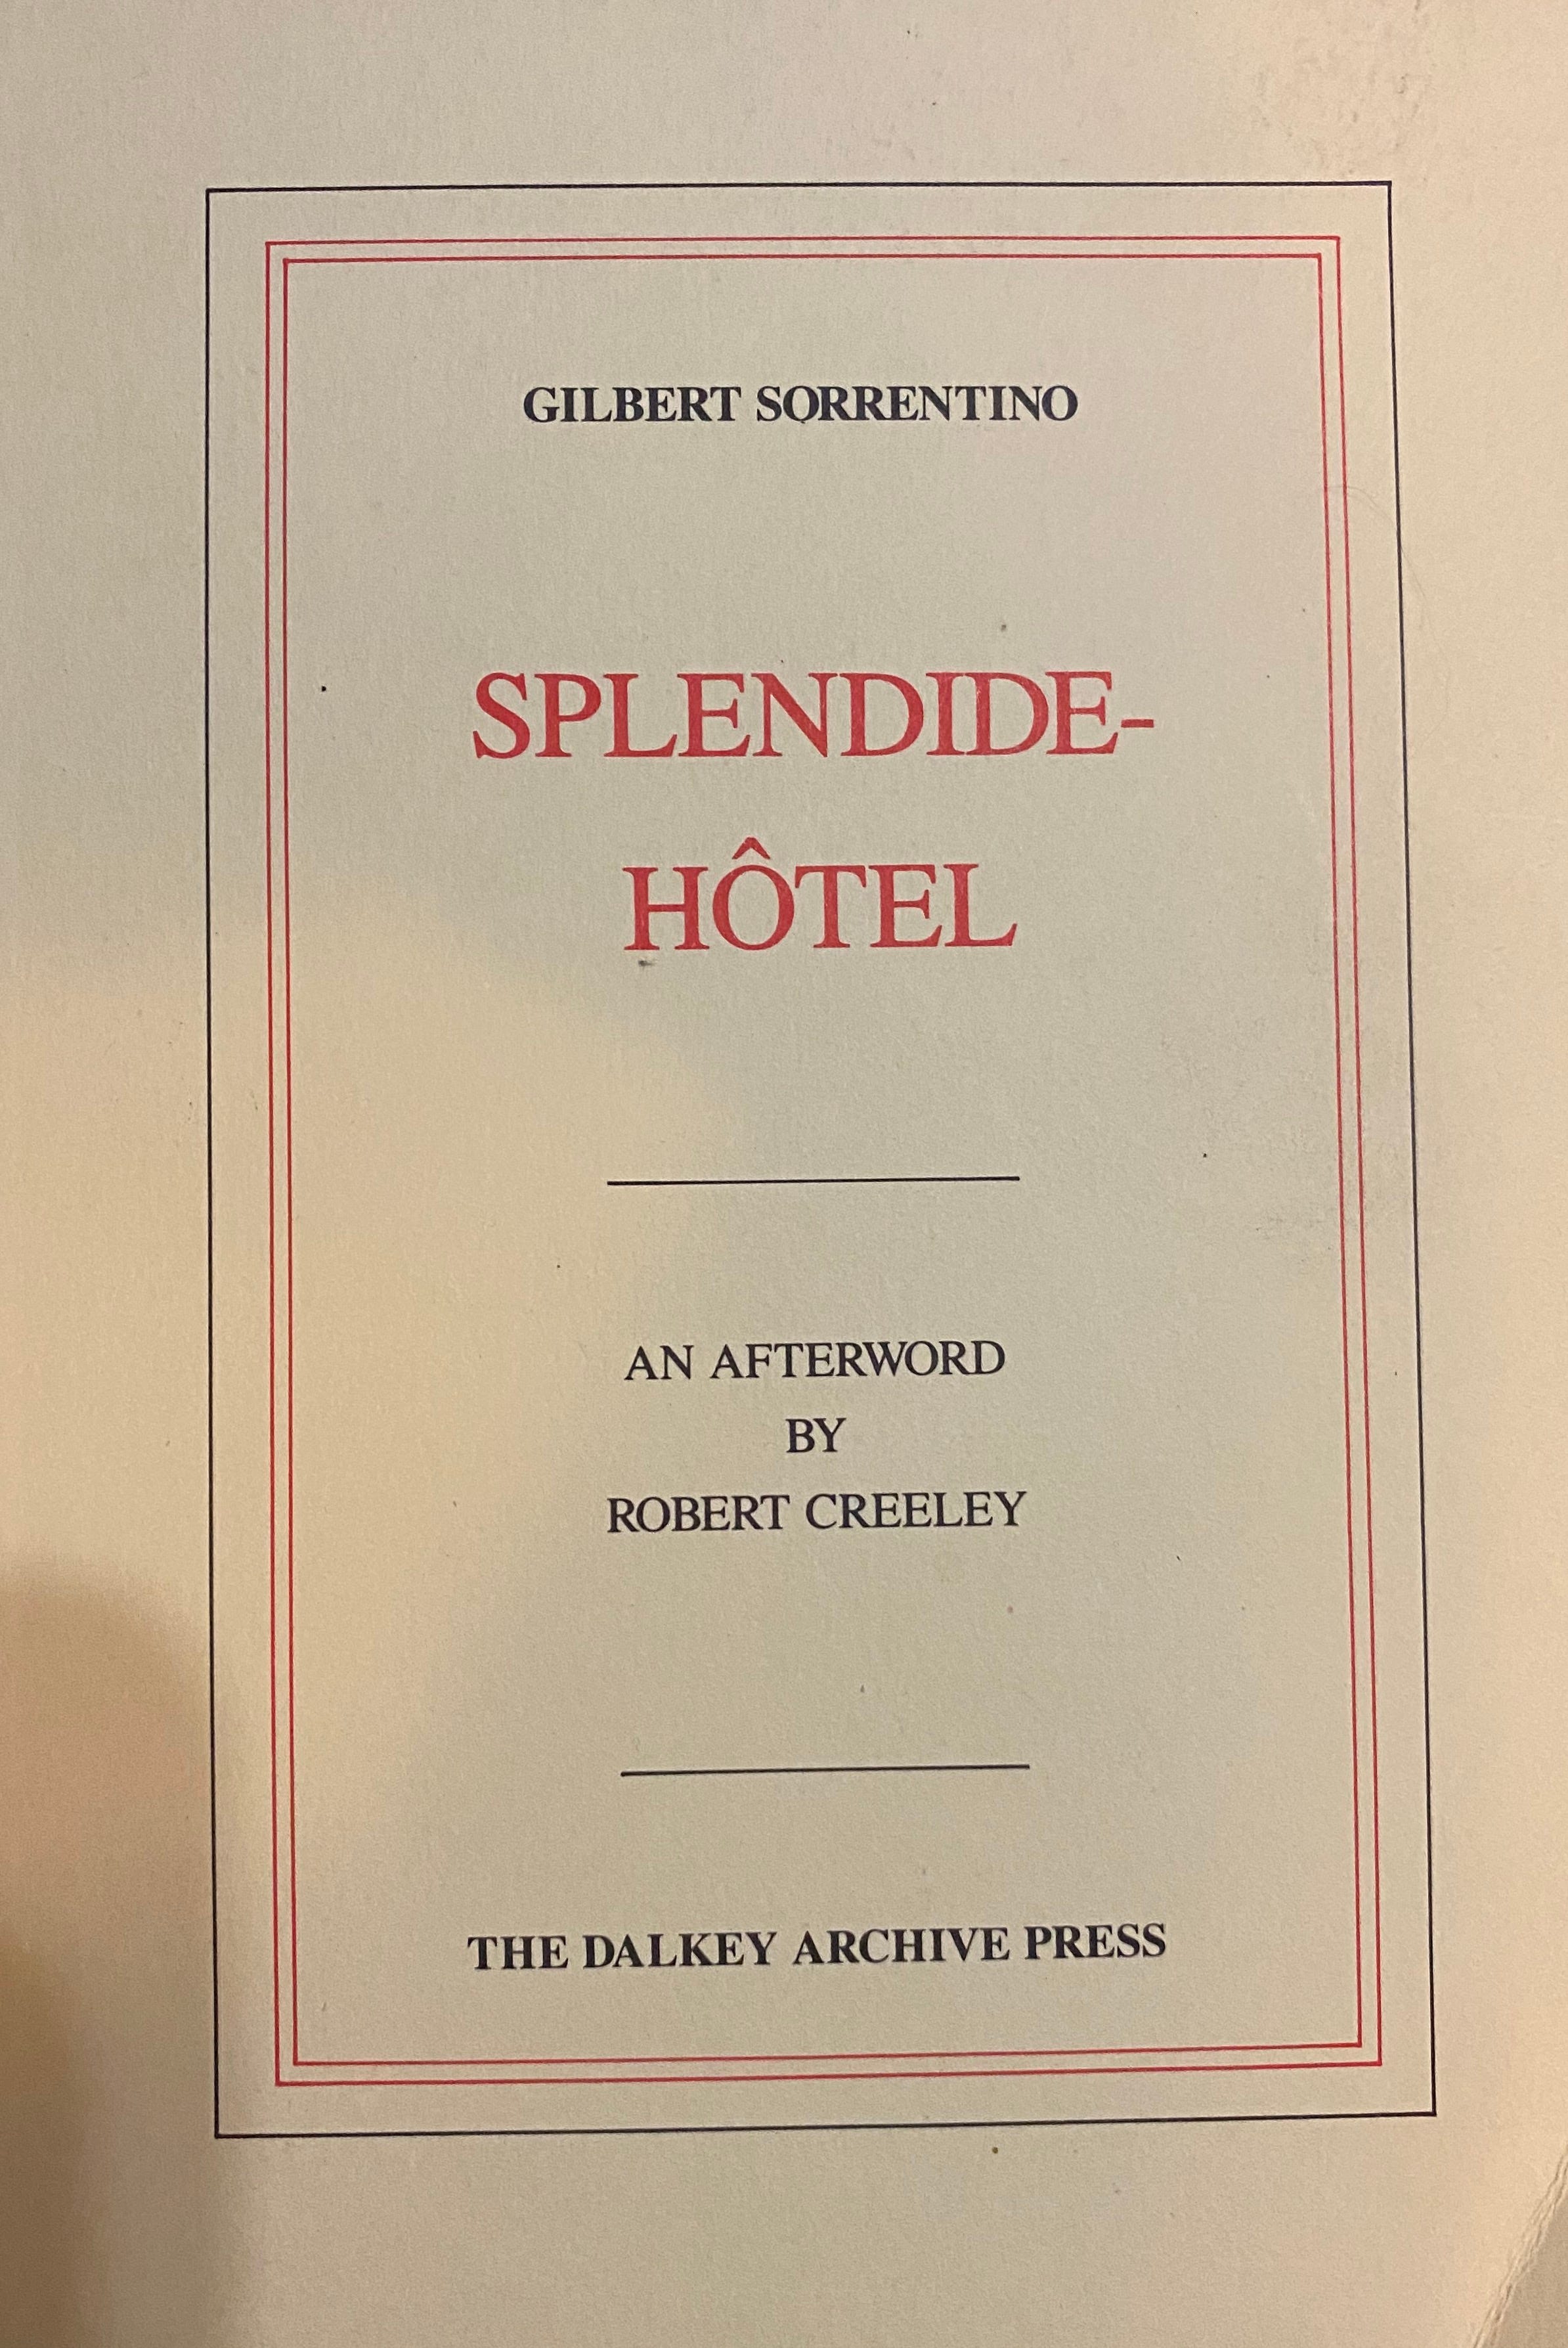 GILBERT SORRENTINO
SPLENDIDE-
HÔTEL
AN AFTERWORD
BY
ROBERT CREELEY
THE DALKEY ARCHIVE PRESS